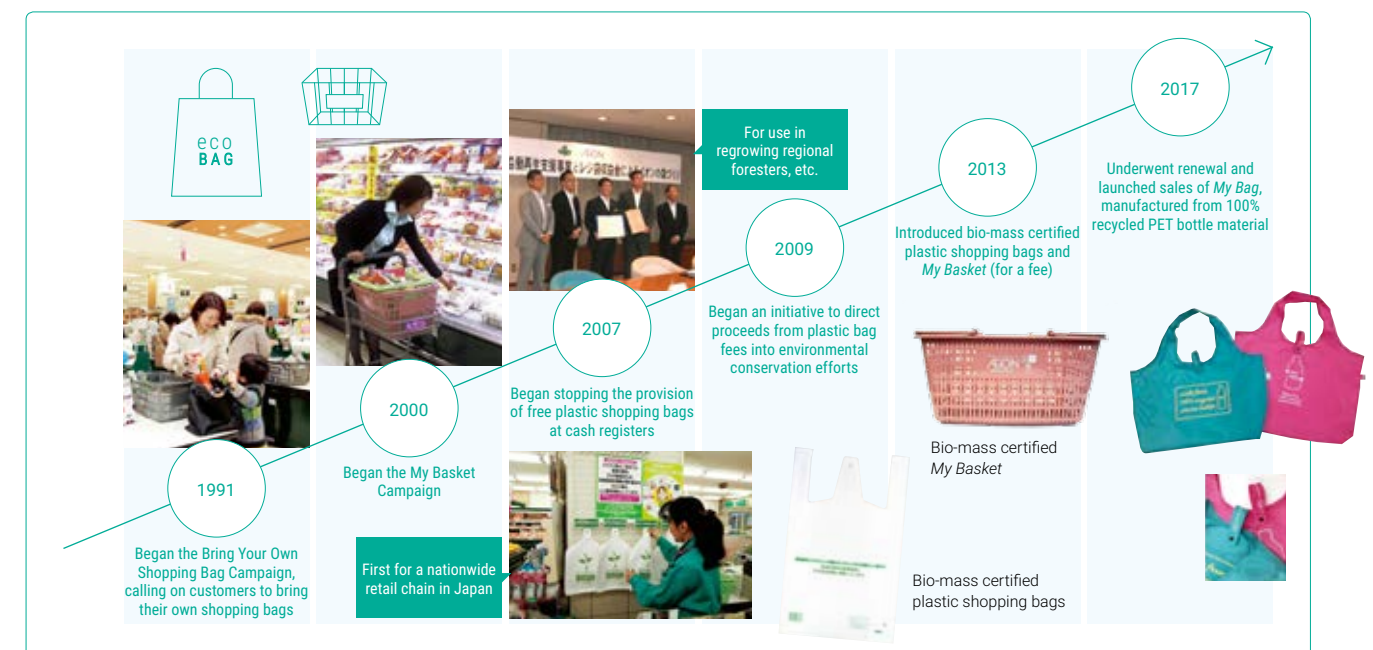 eco
BAG
1991
Began the Bring Your Own
Shopping Bag Campaign,
calling on customers to bring
their own shopping bags
2000
Began the My Basket
Campaign
First for a nationwide
retail chain in Japan
2007
Began stopping the provision
of free plastic shopping bags
at cash registers
For use in
regrowing regional
foresters, etc.
2009
Began an initiative to direct
proceeds from plastic bag
fees into environmental
conservation efforts
2013
Introduced bio-mass certified
plastic shopping bags and
My Basket (for a fee)
Bio-mass certified
My Basket
Bio-mass certified
plastic shopping bags
2017
Underwent renewal and
launched sales of My Bag,
manufactured from 100%
recycled PET bottle material